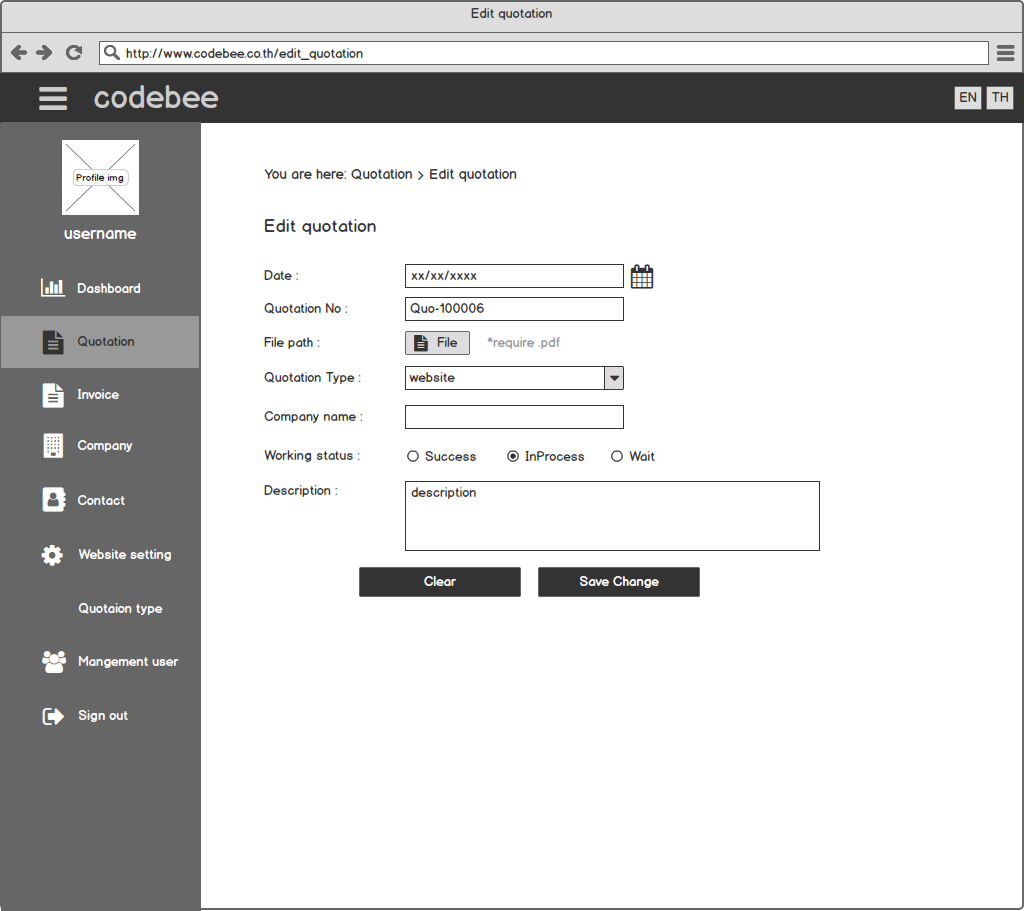 Edit quotation
http://www.codebee.co.th/edit_quotation
codebee
EN TH
Profile img
username
Dashboard
Quotation
Invoice
Company
Contact
Website setting
Quotaion type
Mangement user
Sign out
You are here: Quotation > Edit quotation
Edit quotation
Date : xx/xx/xxxx
Quotation No : Quo-100006
File path : File *require .pdf
Quotation Type : website
Company name :
Working status : Success InProcess Wait
Description : description
Clear Save Change